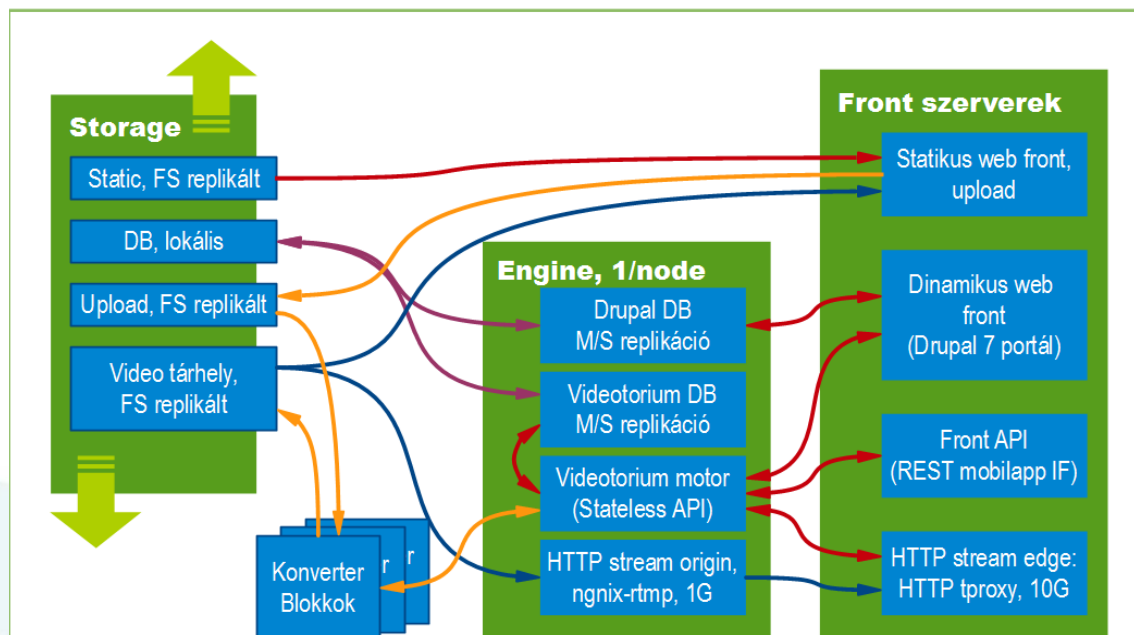 Storage
Static, FS replikált
DB, lokális
Upload, FS replikált
Video tárhely,
FS replikált
Konverter
Blokkok
r
r
Engine, 1/node
Drupal DB
M/S replikáció
Videotorium DB
M/S replikáció
Videotorium motor
(Stateless API)
HTTP stream origin,
ngnix-rtmp, 1G
Front szerverek
Statikus web front,
upload
Dinamikus web
front
(Drupal 7 portál)
Front API
(REST mobilapp IF)
HTTP stream edge:
HTTP tproxy, 10G